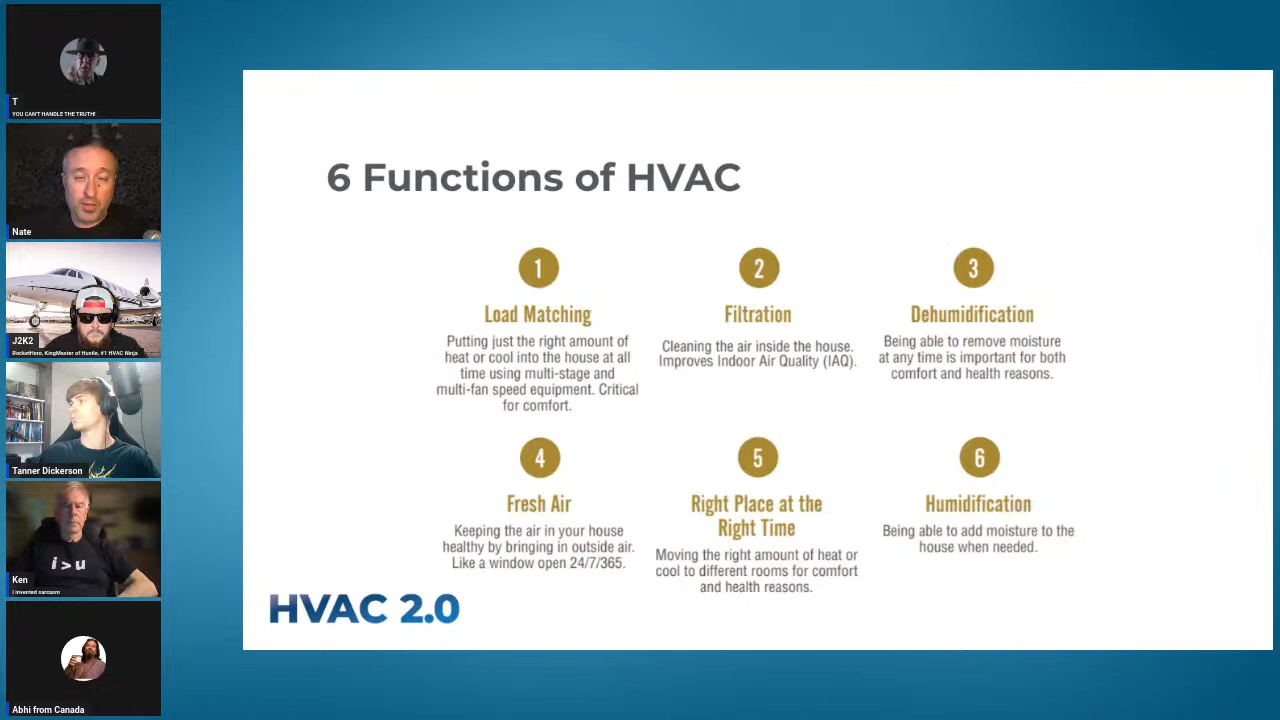 T
YOU CAN'T HANDLE THE TRUTH!
Nate
J2K2
RocketHero, KingMaster of Hustle, #1 HVAC Ninja
Tanner Dickerson
i>u
Ken
I invented sarcasm
Abhi from Canada
6 Functions of HVAC
1
Load Matching
Putting just the right amount of
heat or cool into the house at all
time using multi-stage and
multi-fan speed equipment. Critical
for comfort.
2
Filtration
Cleaning the air inside the house.
Improves Indoor Air Quality (IAQ).
3
Dehumidification
Being able to remove moisture
at any time is important for both
comfort and health reasons.
4
Fresh Air
Keeping the air in your house
healthy by bringing in outside air.
Like a window open 24/7/365.
5
Right Place at the
Right Time
Moving the right amount of heat or
cool to different rooms for comfort
and health reasons.
6
Humidification
Being able to add moisture to the
house when needed.
HVAC 2.0